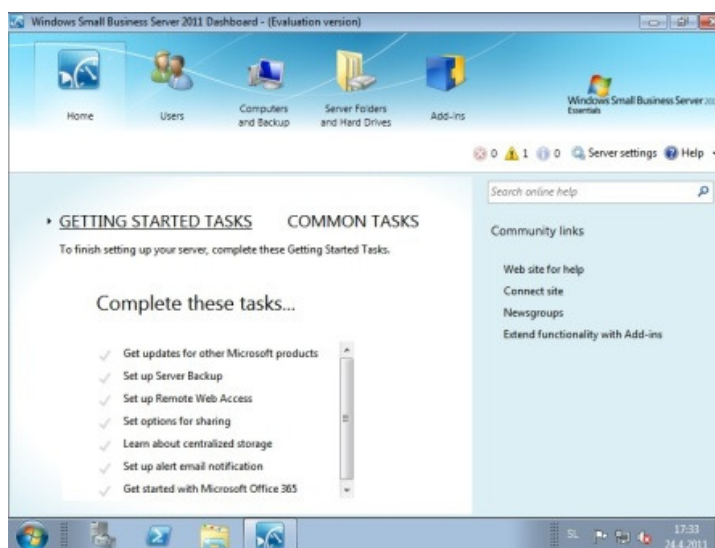 Windows Small Business Server 2011 Dashboard - (Evaluation version)
Home
Users
Computers
and Backup
Server Folders
and Hard Drives
Add-ins
Windows Small Business Server
Essentials
0 1 0 Server settings Help
Search online help
GETTING STARTED TASKS COMMON TASKS
To finish setting up your server, complete these Getting Started Tasks.
Community links
Web site for help
Connect site
Newsgroups
Extend functionality with Add-ins
Complete these tasks...
Get updates for other Microsoft products
Set up Server Backup
Set up Remote Web Access
Set options for sharing
Learn about centralized storage
Set up alert email notification
Get started with Microsoft Office 365
SL
17:33
24.4.2011